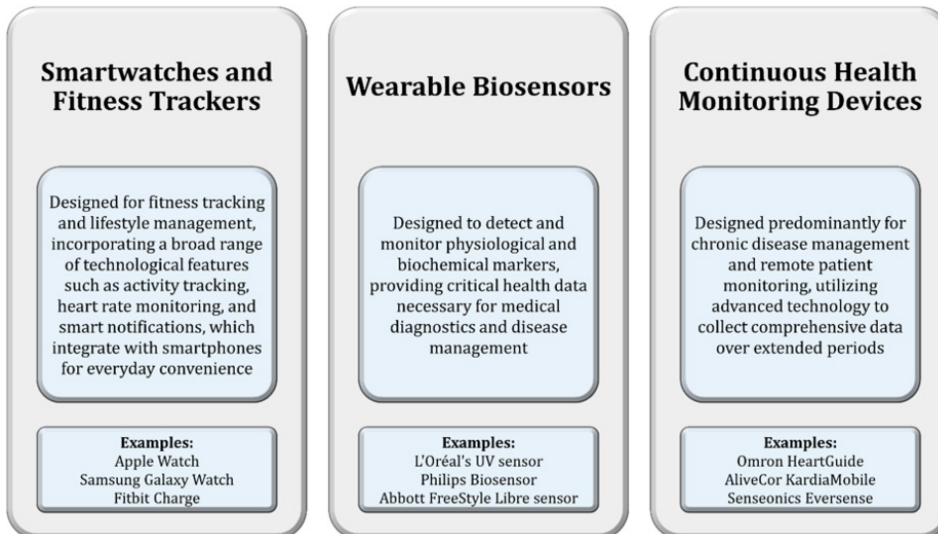 Smartwatches and
Fitness Trackers
Designed for fitness tracking
and lifestyle management,
incorporating a broad range
of technological features
such as activity tracking,
heart rate monitoring, and
smart notifications, which
integrate with smartphones
for everyday convenience
Examples:
Apple Watch
Samsung Galaxy Watch
Fitbit Charge
Wearable Biosensors
Designed to detect and
monitor physiological and
biochemical markers,
providing critical health data
necessary for medical
diagnostics and disease
management
Examples:
L'Oréal's UV sensor
Philips Biosensor
Abbott FreeStyle Libre sensor
Continuous Health
Monitoring Devices
Designed predominantly for
chronic disease management
and remote patient
monitoring, utilizing
advanced technology to
collect comprehensive data
over extended periods
Examples:
Omron HeartGuide
AliveCor KardiaMobile
Senseonics Eversense